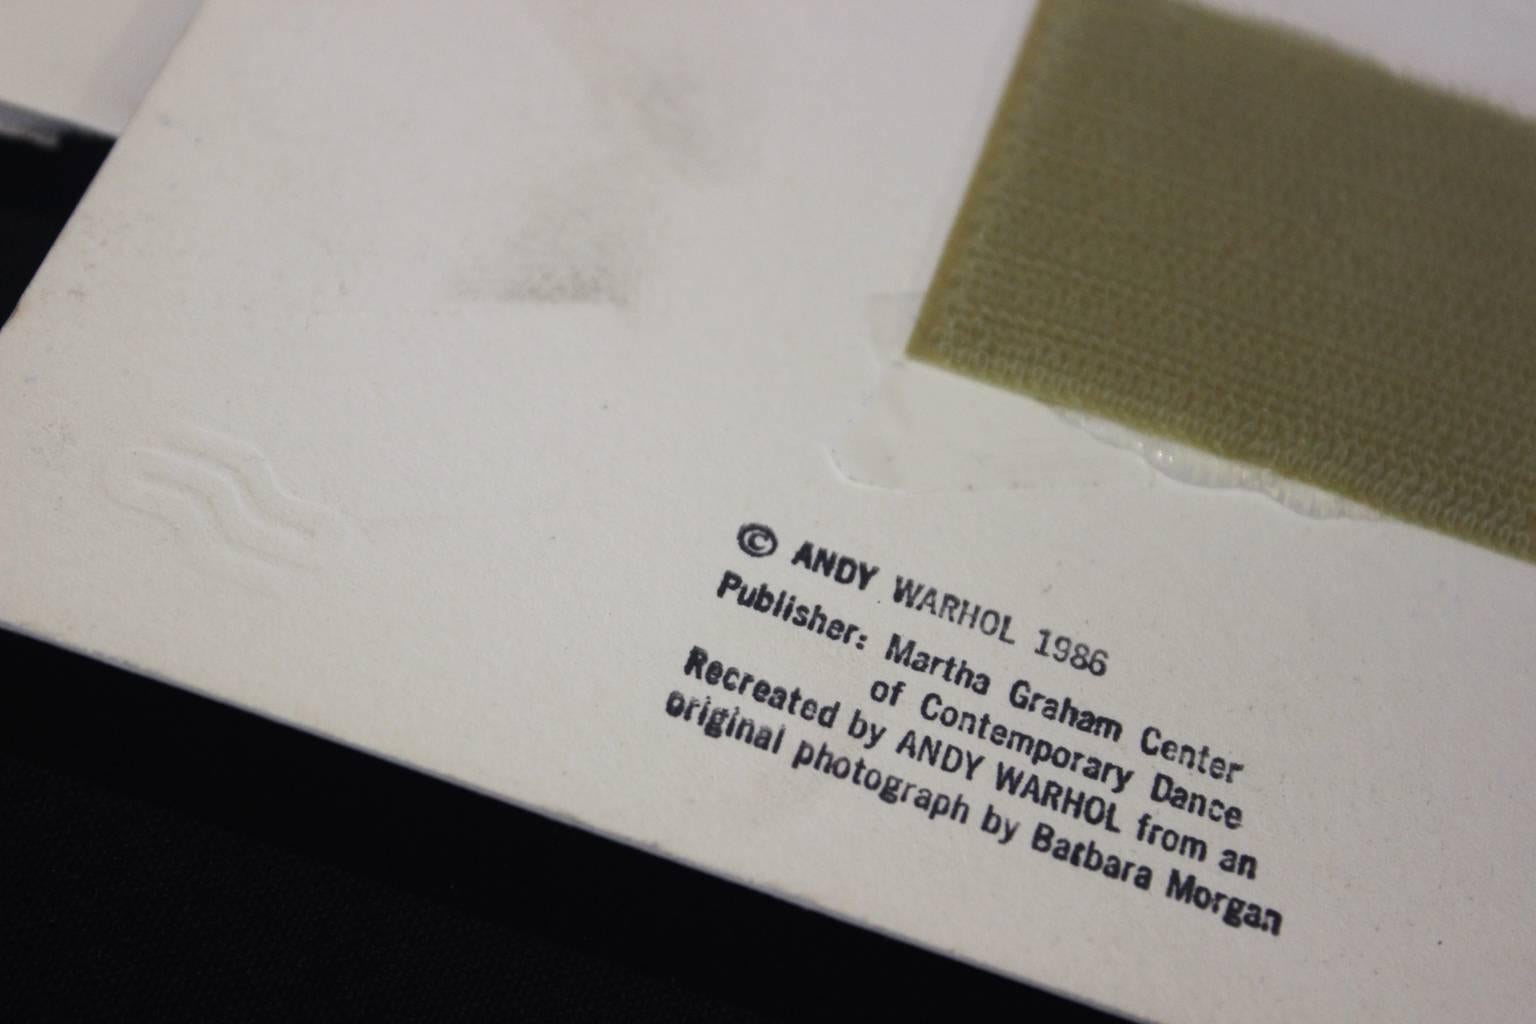 © ANDY WARHOL 1986
Publisher: Martha Graham Center
of Contemporary Dance
Recreated by ANDY WARHOL from an
original photograph by Barbara Morgan